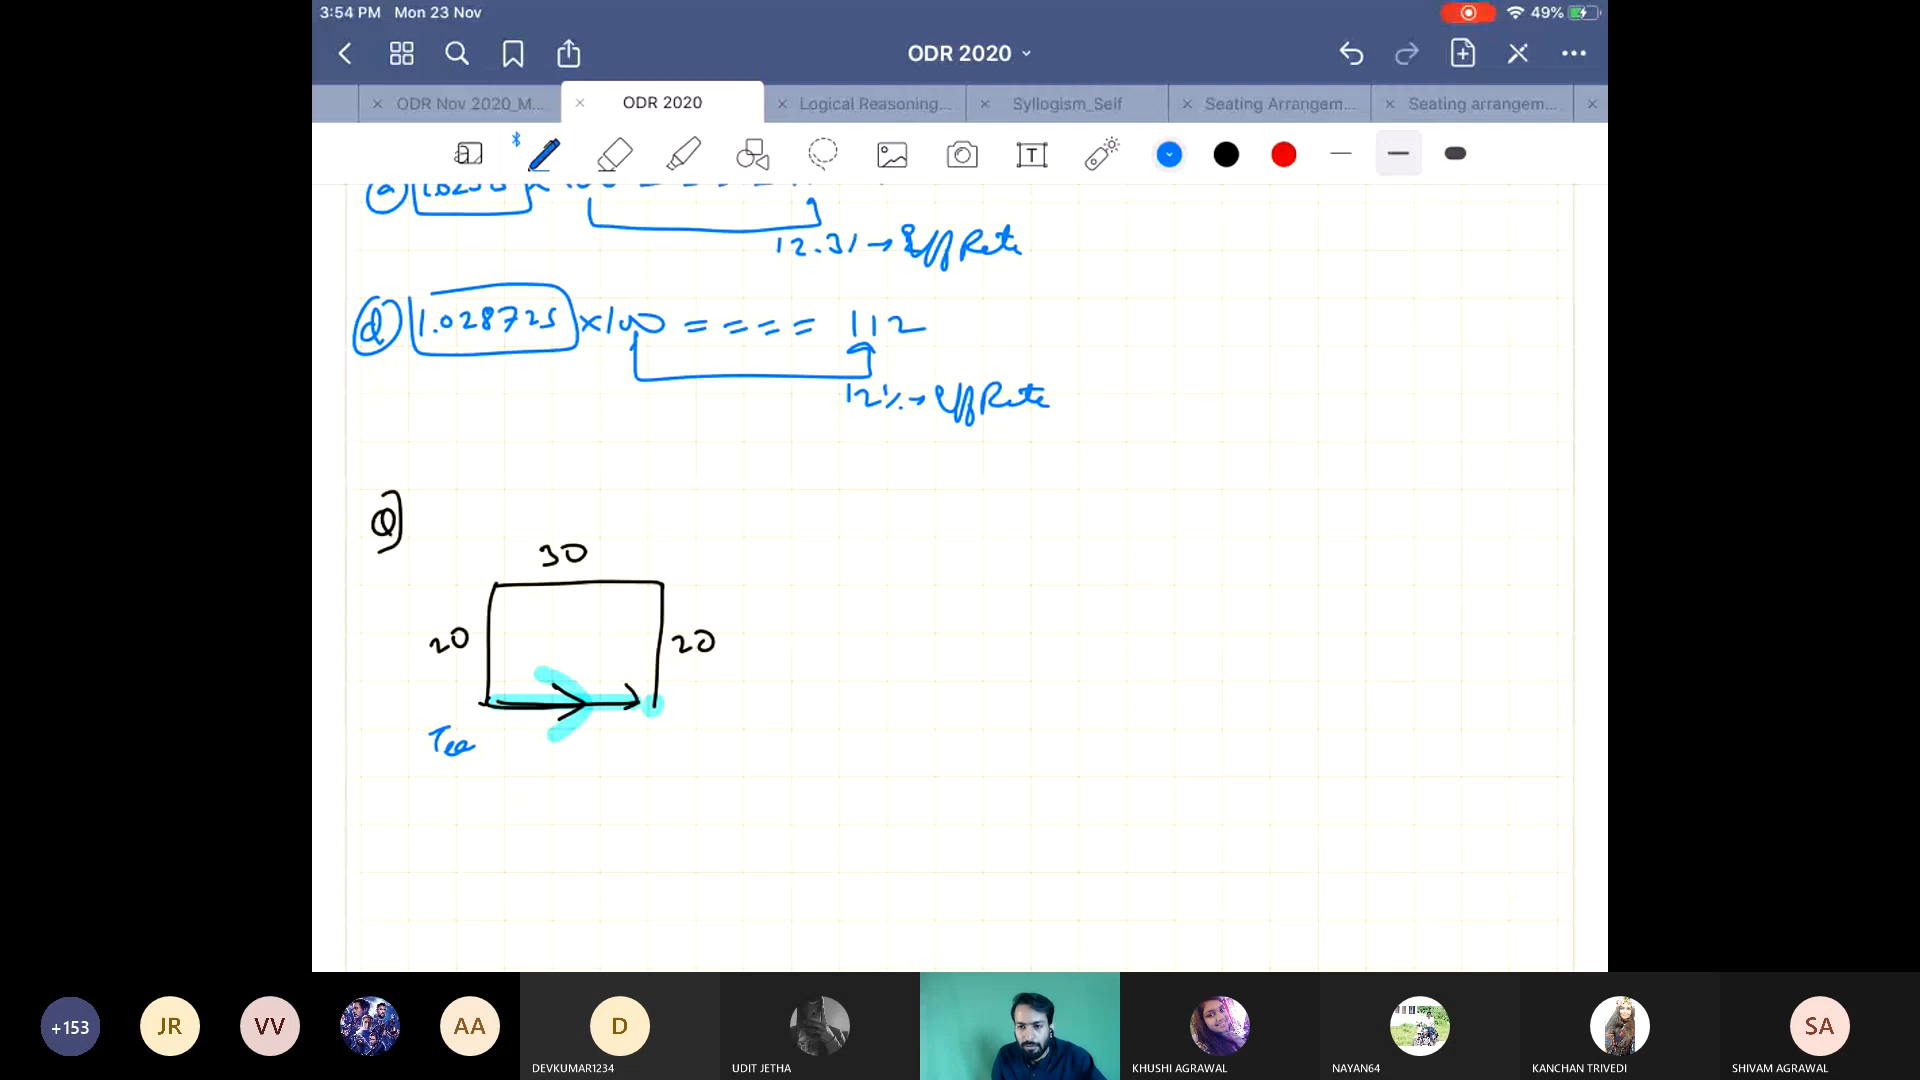 3:54 PM Mon 23 Nov
49%
ODR 2020
ODR Nov 2020_M...
ODR 2020
Logical Reasoning...
Syllogism_Self
Seating Arrangem...
Seating arrangem...
12.31 → Eff Rate
(d) 1.028725 × 100 = = = = 112
12% → Eff Rate
Q]
30
20
20
+153
JR
VV
AA
D
SA
DEVKUMAR1234
UDIT JETHA
KHUSHI AGRAWAL
NAYAN64
KANCHAN TRIVEDI
SHIVAM AGRAWAL